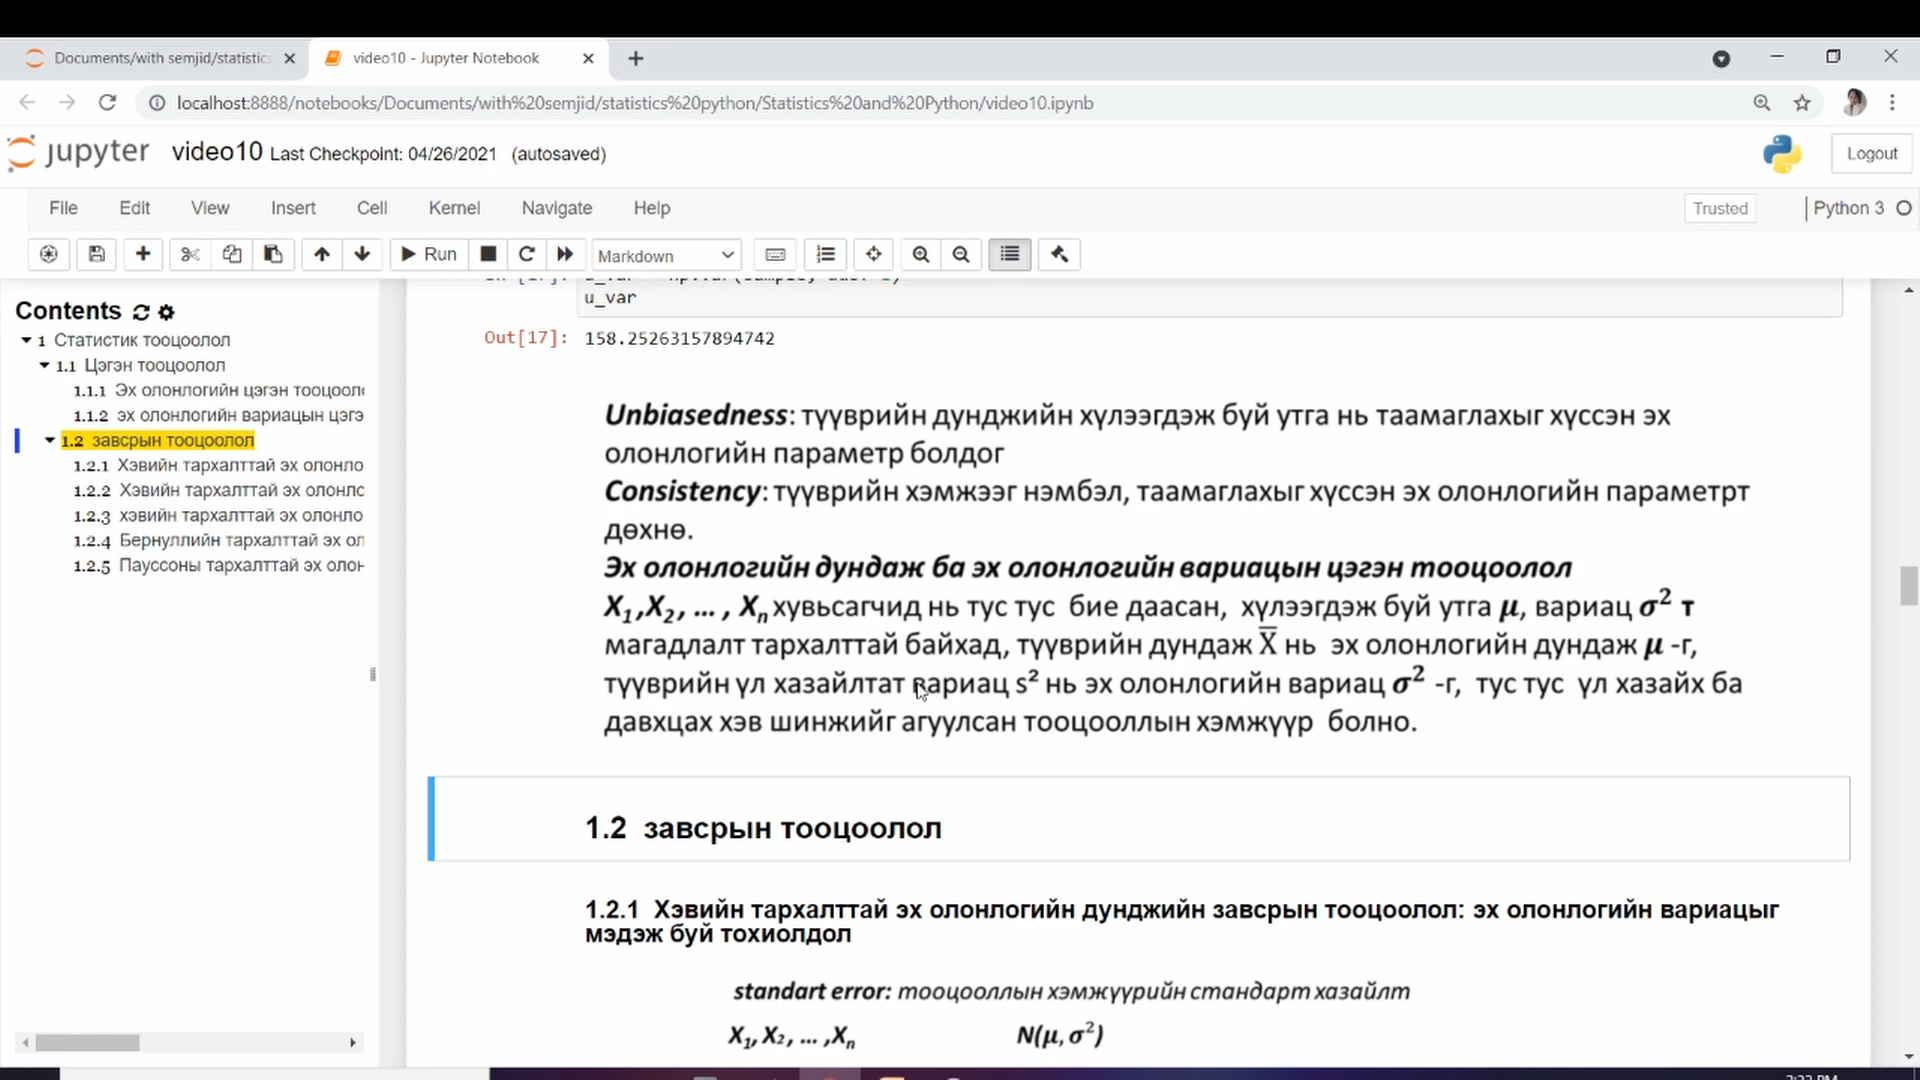 Documents/with semjid/statistics
video10 - Jupyter Notebook
localhost:8888/notebooks/Documents/with%20semjid/statistics%20python/Statistics%20and%20Python/video10.ipynb
jupyter video10 Last Checkpoint: 04/26/2021 (autosaved)
Logout
File Edit View Insert Cell Kernel Navigate Help
Trusted
Python 3
Run
Markdown
Contents
1 Статистик тооцоолол
1.1 Цэгэн тооцоолол
1.1.1 Эх олонлогийн цэгэн тооцоол
1.1.2 эх олонлогийн вариацын цэгэ
1.2 завсрын тооцоолол
1.2.1 Хэвийн тархалттай эх олонло
1.2.2 Хэвийн тархалттай эх олонло
1.2.3 хэвийн тархалттай эх олонло
1.2.4 Бернуллийн тархалттай эх ол
1.2.5 Пауссоны тархалттай эх олон
u_var
Out[17]: 158.25263157894742
Unbiasedness: түүврийн дунджийн хүлээгдэж буй утга нь таамаглахыг хүссэн эх
олонлогийн параметр болдог
Consistency: түүврийн хэмжээг нэмбэл, таамаглахыг хүссэн эх олонлогийн параметрт
дөхнө.
Эх олонлогийн дундаж ба эх олонлогийн вариацын цэгэн тооцоолол
X₁,X₂, … , Xₙ хувьсагчид нь тус тус бие даасан, хүлээгдэж буй утга μ, вариац σ² т
магадлалт тархалттай байхад, түүврийн дундаж X̅ нь эх олонлогийн дундаж μ -г,
түүврийн үл хазайлтат вариац s² нь эх олонлогийн вариац σ² -г, тус тус үл хазайх ба
давхцах хэв шинжийг агуулсан тооцооллын хэмжүүр болно.
1.2 завсрын тооцоолол
1.2.1 Хэвийн тархалттай эх олонлогийн дунджийн завсрын тооцоолол: эх олонлогийн вариацыг
мэдэж буй тохиолдол
standart error: тооцооллын хэмжүүрийн стандарт хазайлт
X₁, X₂, … ,Xₙ N(μ, σ²)